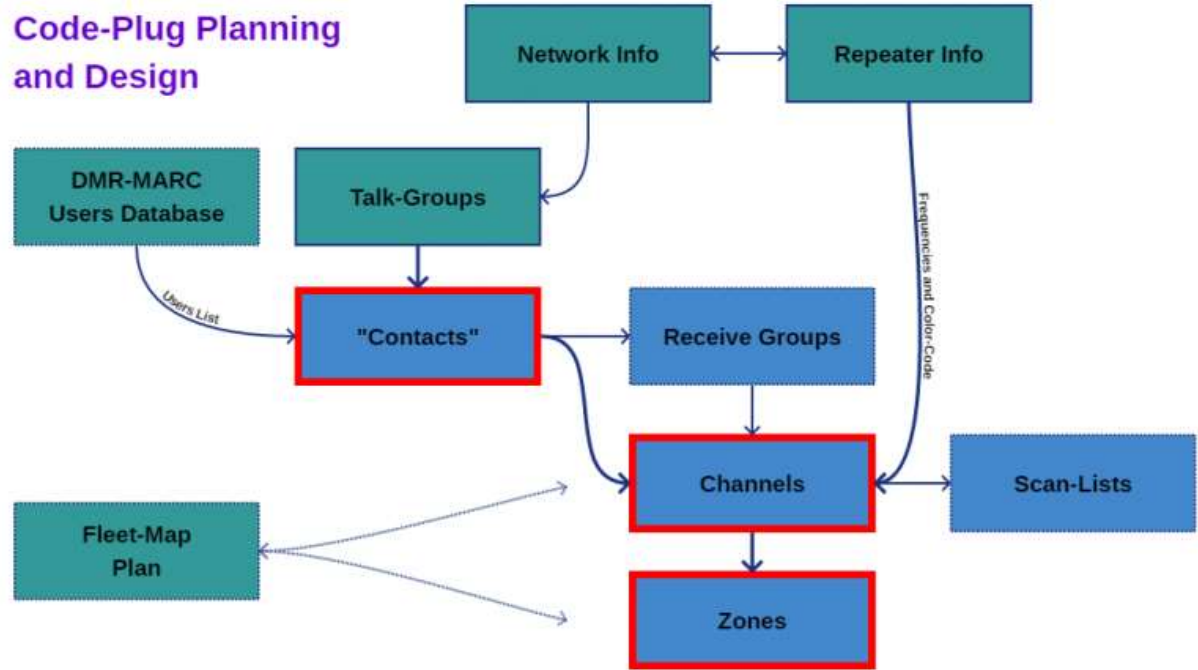 Code-Plug Planning
and Design
Network Info
Repeater Info
DMR-MARC
Users Database
Talk-Groups
Frequencies and Color-Code
Users List
"Contacts"
Receive Groups
Channels
Scan-Lists
Fleet-Map
Plan
Zones